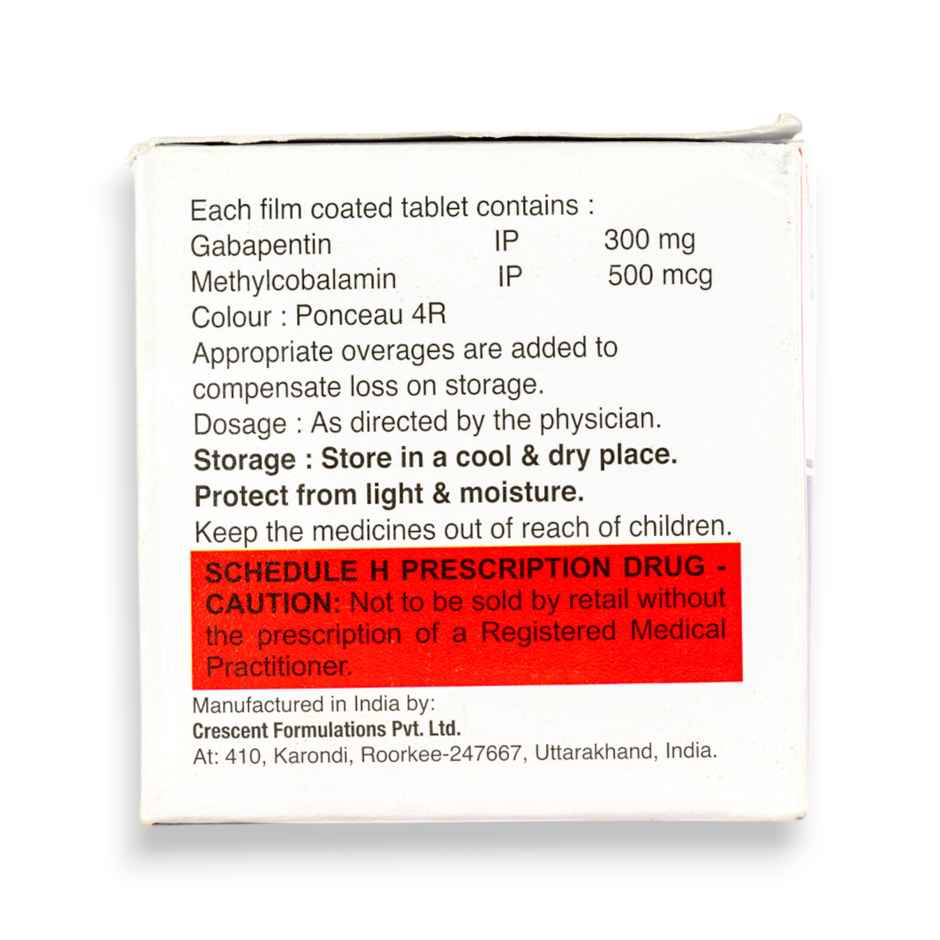 Each film coated tablet contains :
Gabapentin IP 300 mg
Methylcobalamin IP 500 mcg
Colour : Ponceau 4R
Appropriate overages are added to
compensate loss on storage.
Dosage : As directed by the physician.
Storage : Store in a cool & dry place.
Protect from light & moisture.
Keep the medicines out of reach of children.
SCHEDULE H PRESCRIPTION DRUG -
CAUTION: Not to be sold by retail without
the prescription of a Registered Medical
Practitioner.
Manufactured in India by:
Crescent Formulations Pvt. Ltd.
At: 410, Karondi, Roorkee-247667, Uttarakhand, India.